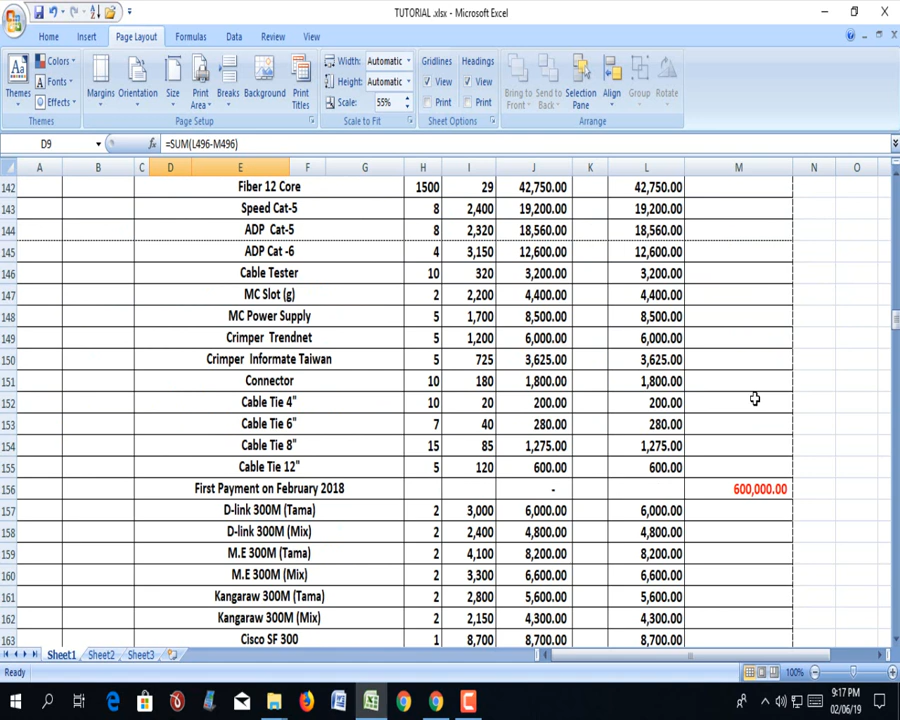 TUTORIAL .xlsx - Microsoft Excel
Home Insert Page Layout Formulas Data Review View
Themes Colors Fonts Effects Margins Orientation Size Print Area Breaks Background Print Titles Width: Automatic Height: Automatic Scale: 55% Gridlines View Print Headings View Print Bring to Front Send to Back Selection Pane Align Group Rotate
Themes Page Setup Scale to Fit Sheet Options Arrange
D9 fx =SUM(L496-M496)
A B C D E F G H I J K L M N O
142 Fiber 12 Core 1500 29 42,750.00 42,750.00
143 Speed Cat-5 8 2,400 19,200.00 19,200.00
144 ADP Cat-5 8 2,320 18,560.00 18,560.00
145 ADP Cat -6 4 3,150 12,600.00 12,600.00
146 Cable Tester 10 320 3,200.00 3,200.00
147 MC Slot (g) 2 2,200 4,400.00 4,400.00
148 MC Power Supply 5 1,700 8,500.00 8,500.00
149 Crimper Trendnet 5 1,200 6,000.00 6,000.00
150 Crimper Informate Taiwan 5 725 3,625.00 3,625.00
151 Connector 10 180 1,800.00 1,800.00
152 Cable Tie 4" 10 20 200.00 200.00
153 Cable Tie 6" 7 40 280.00 280.00
154 Cable Tie 8" 15 85 1,275.00 1,275.00
155 Cable Tie 12" 5 120 600.00 600.00
156 First Payment on February 2018 - 600,000.00
157 D-link 300M (Tama) 2 3,000 6,000.00 6,000.00
158 D-link 300M (Mix) 2 2,400 4,800.00 4,800.00
159 M.E 300M (Tama) 2 4,100 8,200.00 8,200.00
160 M.E 300M (Mix) 2 3,300 6,600.00 6,600.00
161 Kangaraw 300M (Tama) 2 2,800 5,600.00 5,600.00
162 Kangaraw 300M (Mix) 2 2,150 4,300.00 4,300.00
163 Cisco SF 300 1 8,700 8,700.00 8,700.00
Sheet1 Sheet2 Sheet3
Ready 100%
9:17 PM
02/06/19